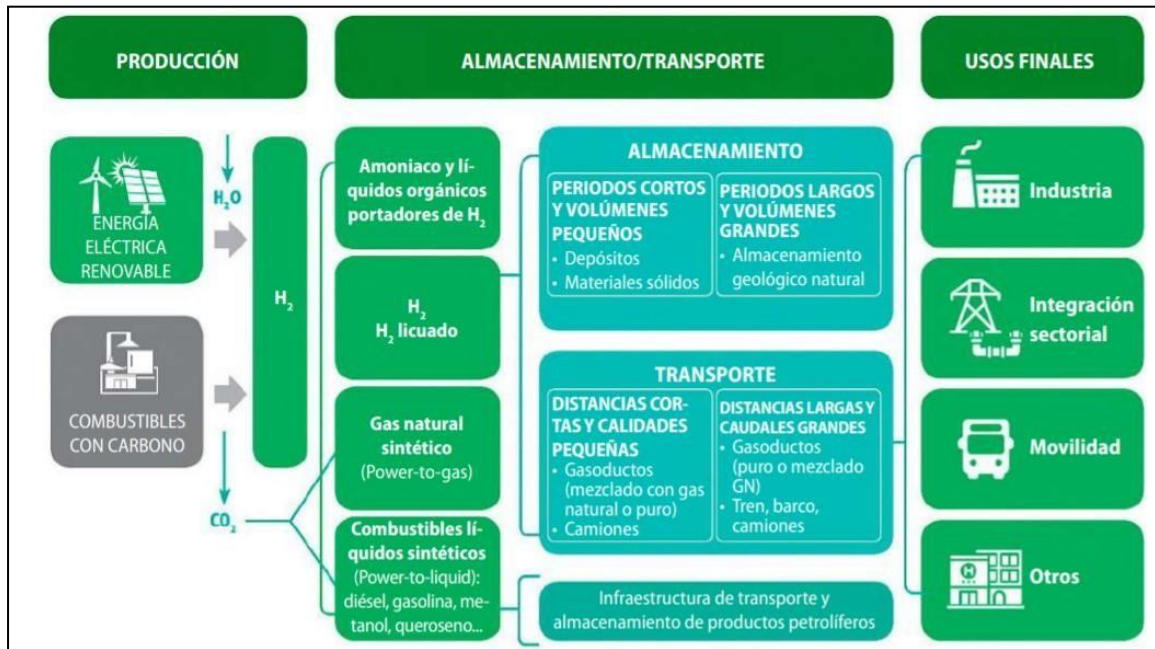 PRODUCCIÓN
ALMACENAMIENTO/TRANSPORTE
USOS FINALES
H₂O
ENERGÍA
ELÉCTRICA
RENOVABLE
COMBUSTIBLES
CON CARBONO
CO₂
H₂
Amoniaco y lí-
quidos orgánicos
portadores de H₂
H₂
H₂ licuado
Gas natural
sintético
(Power-to-gas)
Combustibles lí-
quidos sintéticos
(Power-to-liquid):
diésel, gasolina, me-
tanol, queroseno...
ALMACENAMIENTO
PERIODOS CORTOS
Y VOLÚMENES
PEQUEÑOS
• Depósitos
• Materiales sólidos
PERIODOS LARGOS
Y VOLÚMENES
GRANDES
• Almacenamiento
geológico natural
TRANSPORTE
DISTANCIAS COR-
TAS Y CALIDADES
PEQUEÑAS
• Gasoductos
(mezclado con gas
natural o puro)
• Camiones
DISTANCIAS LARGAS Y
CAUDALES GRANDES
• Gasoductos
(puro o mezclado
GN)
• Tren, barco,
camiones
Infraestructura de transporte y
almacenamiento de productos petrolíferos
Industria
Integración
sectorial
Movilidad
H
Otros